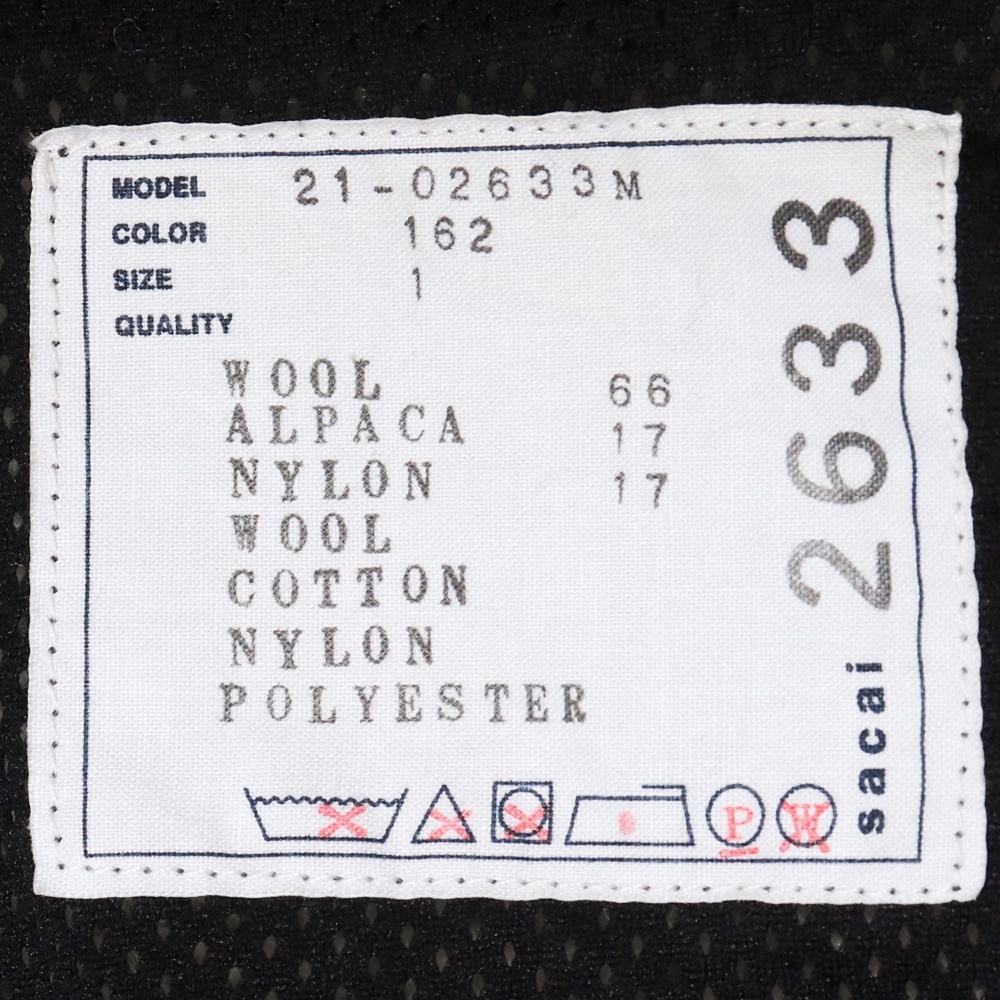 MODEL 21-02633M
COLOR 162
SIZE 1
QUALITY
WOOL 66
ALPACA 17
NYLON 17
WOOL
COTTON
NYLON
POLYESTER
P W
sacai 2633